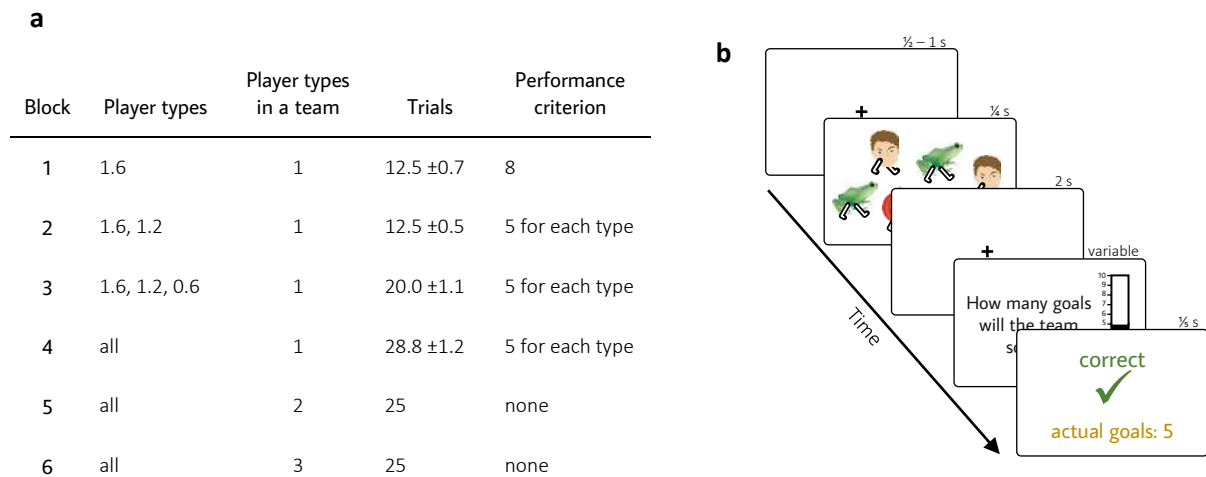 a
Block Player types Player types in a team Trials Performance criterion
1 1.6 1 12.5 ±0.7 8
2 1.6, 1.2 1 12.5 ±0.5 5 for each type
3 1.6, 1.2, 0.6 1 20.0 ±1.1 5 for each type
4 all 1 28.8 ±1.2 5 for each type
5 all 2 25 none
6 all 3 25 none
b
½ – 1 s
+
¼ s
2 s
+
variable
10
9
8
7
6
5
How many goals
will the team
⅕ s
correct
actual goals: 5
Time